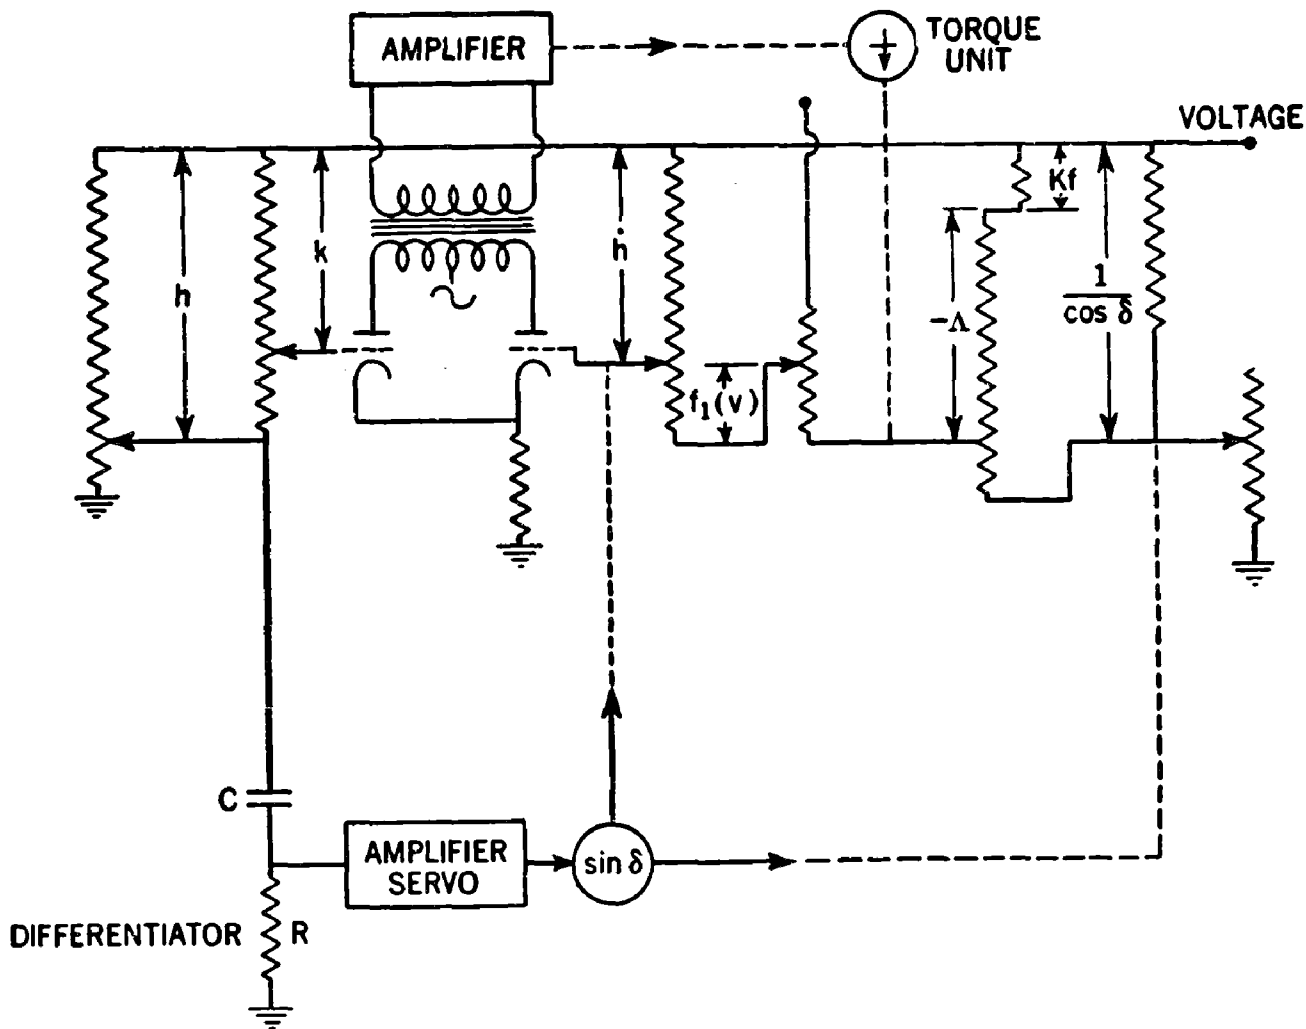 AMPLIFIER
TORQUE
UNIT
VOLTAGE
h
k
ḣ
f₁(v)
-Λ
Kf
1
cos δ
C
AMPLIFIER
SERVO
sin δ
DIFFERENTIATOR R